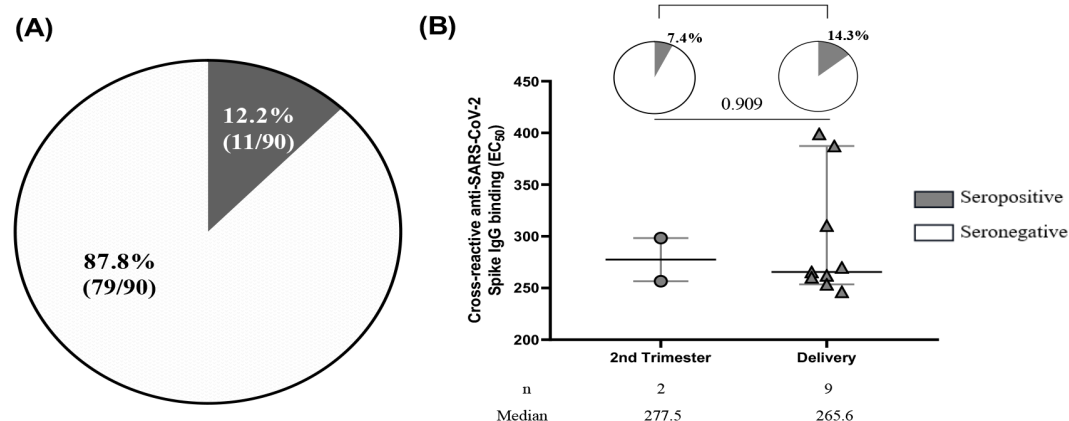 (A)
12.2%
(11/90)
87.8%
(79/90)
(B)
7.4%
14.3%
0.909
Cross-reactive anti-SARS-CoV-2
Spike IgG binding (EC50)
450
400
350
300
250
200
2nd Trimester
Delivery
n
2
9
Median
277.5
265.6
Seropositive
Seronegative